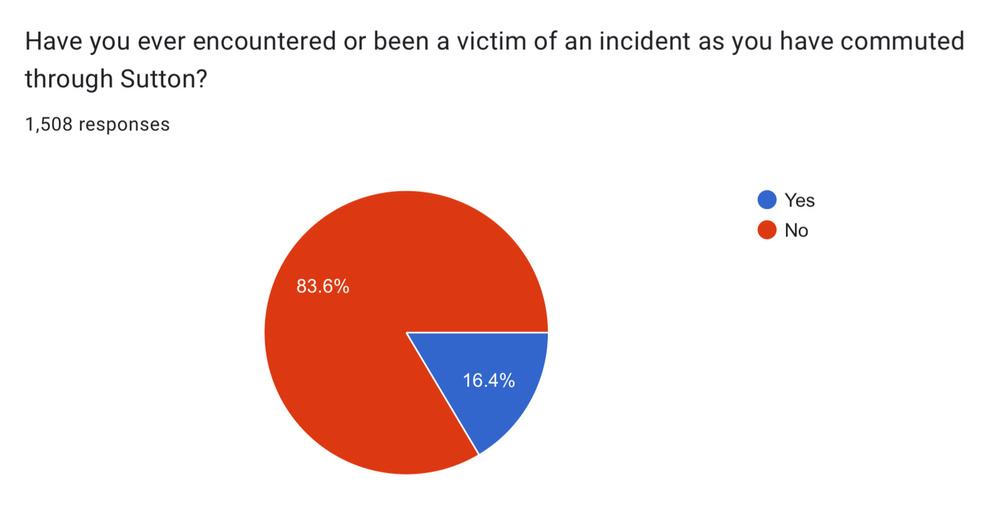 Have you ever encountered or been a victim of an incident as you have commuted
through Sutton?
1,508 responses
Yes
No
83.6%
16.4%